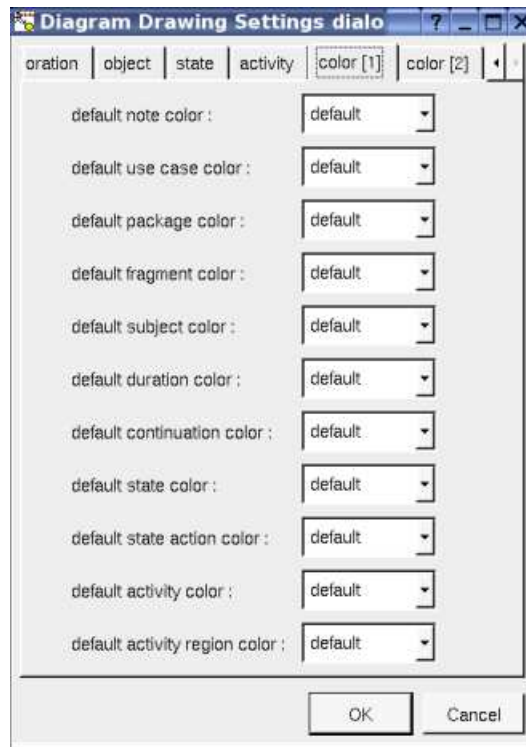 Diagram Drawing Settings dialo
oration object state activity color [1] color [2]
default note color : default
default use case color : default
default package color : default
default fragment color : default
default subject color : default
default duration color : default
default continuation color : default
default state color : default
default state action color : default
default activity color : default
default activity region color : default
OK Cancel